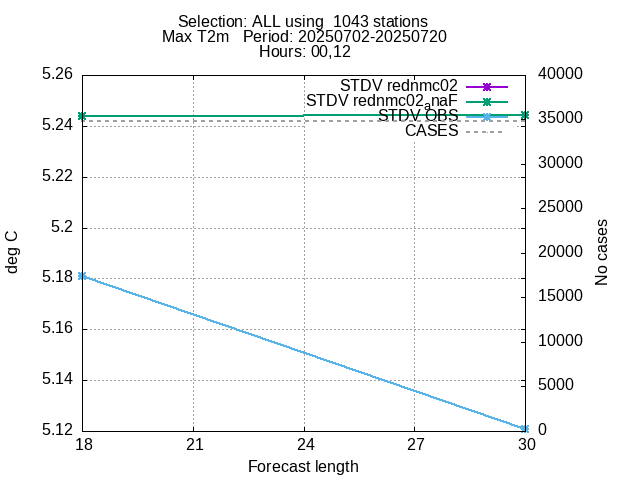 Selection: ALL using  1043 stations
Max T2m   Period: 20250702-20250720
Hours: 00,12
5.26
5.24
5.22
5.2
5.18
5.16
5.14
5.12
40000
35000
30000
25000
20000
15000
10000
5000
0
STDV rednmc02
STDV rednmc02anaF
STDV OBS
CASES
deg C
No cases
18
21
24
27
30
Forecast length